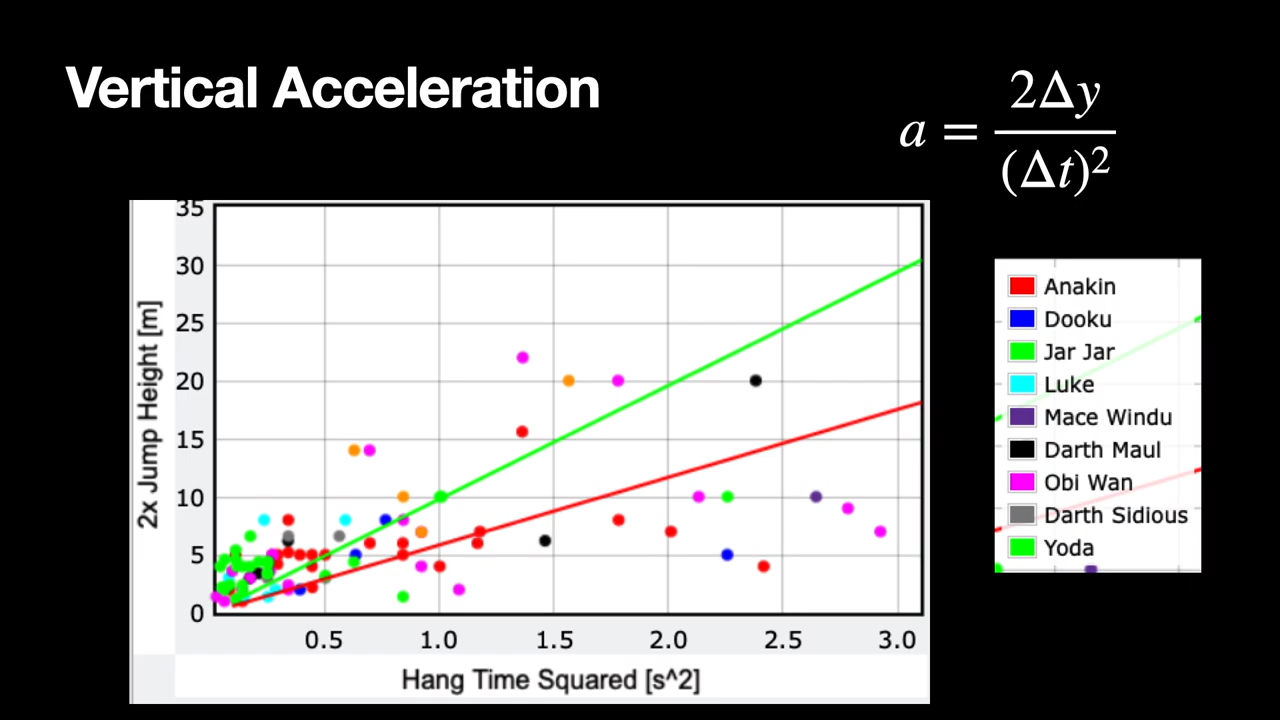 Vertical Acceleration
a = 2Δy
(Δt)²
35
30
25
20
15
10
5
0
2x Jump Height [m]
0.5 1.0 1.5 2.0 2.5 3.0
Hang Time Squared [s^2]
Anakin
Dooku
Jar Jar
Luke
Mace Windu
Darth Maul
Obi Wan
Darth Sidious
Yoda